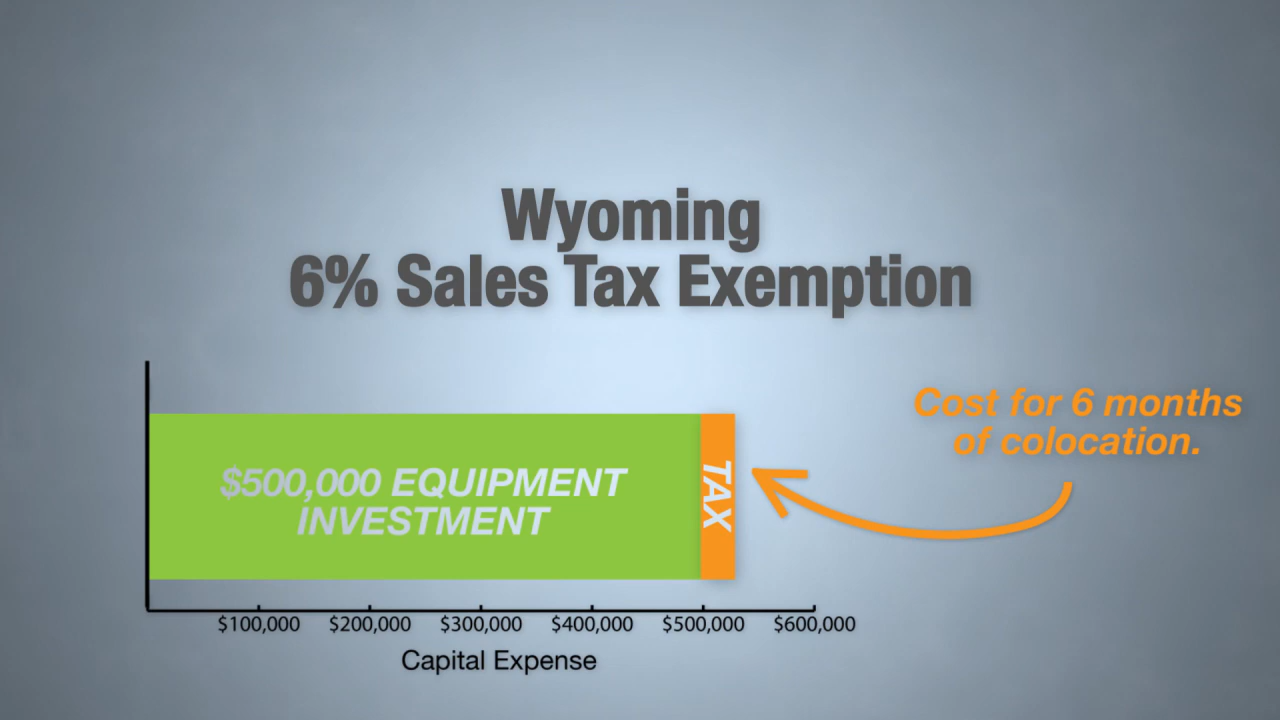 Wyoming
6% Sales Tax Exemption
Cost for 6 months
of colocation.
$500,000 EQUIPMENT
INVESTMENT
TAX
$100,000 $200,000 $300,000 $400,000 $500,000 $600,000
Capital Expense